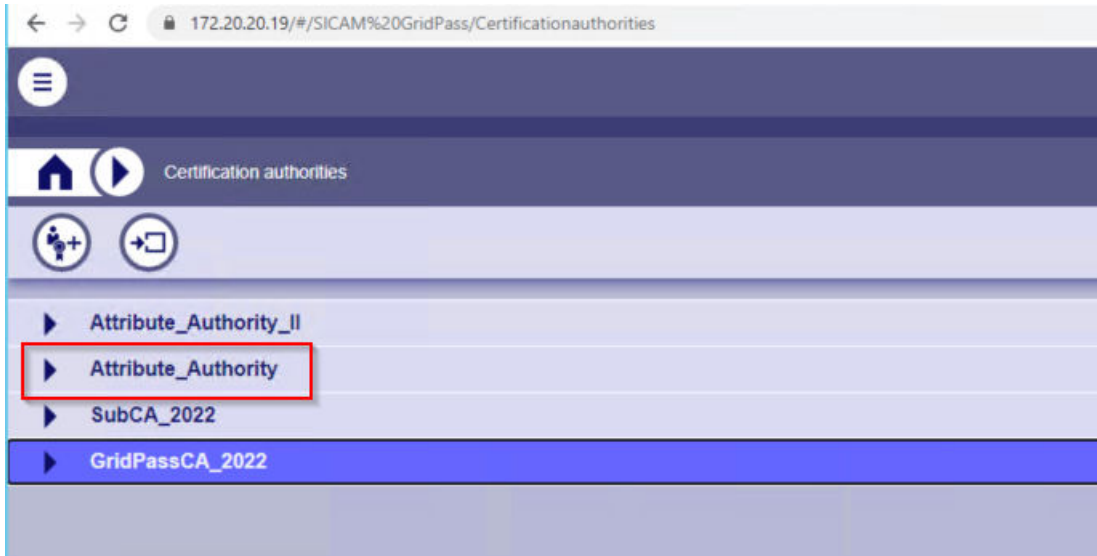 172.20.20.19/#/SICAM%20GridPass/Certificationauthorities
Certification authorities
Attribute_Authority_II
Attribute_Authority
SubCA_2022
GridPassCA_2022